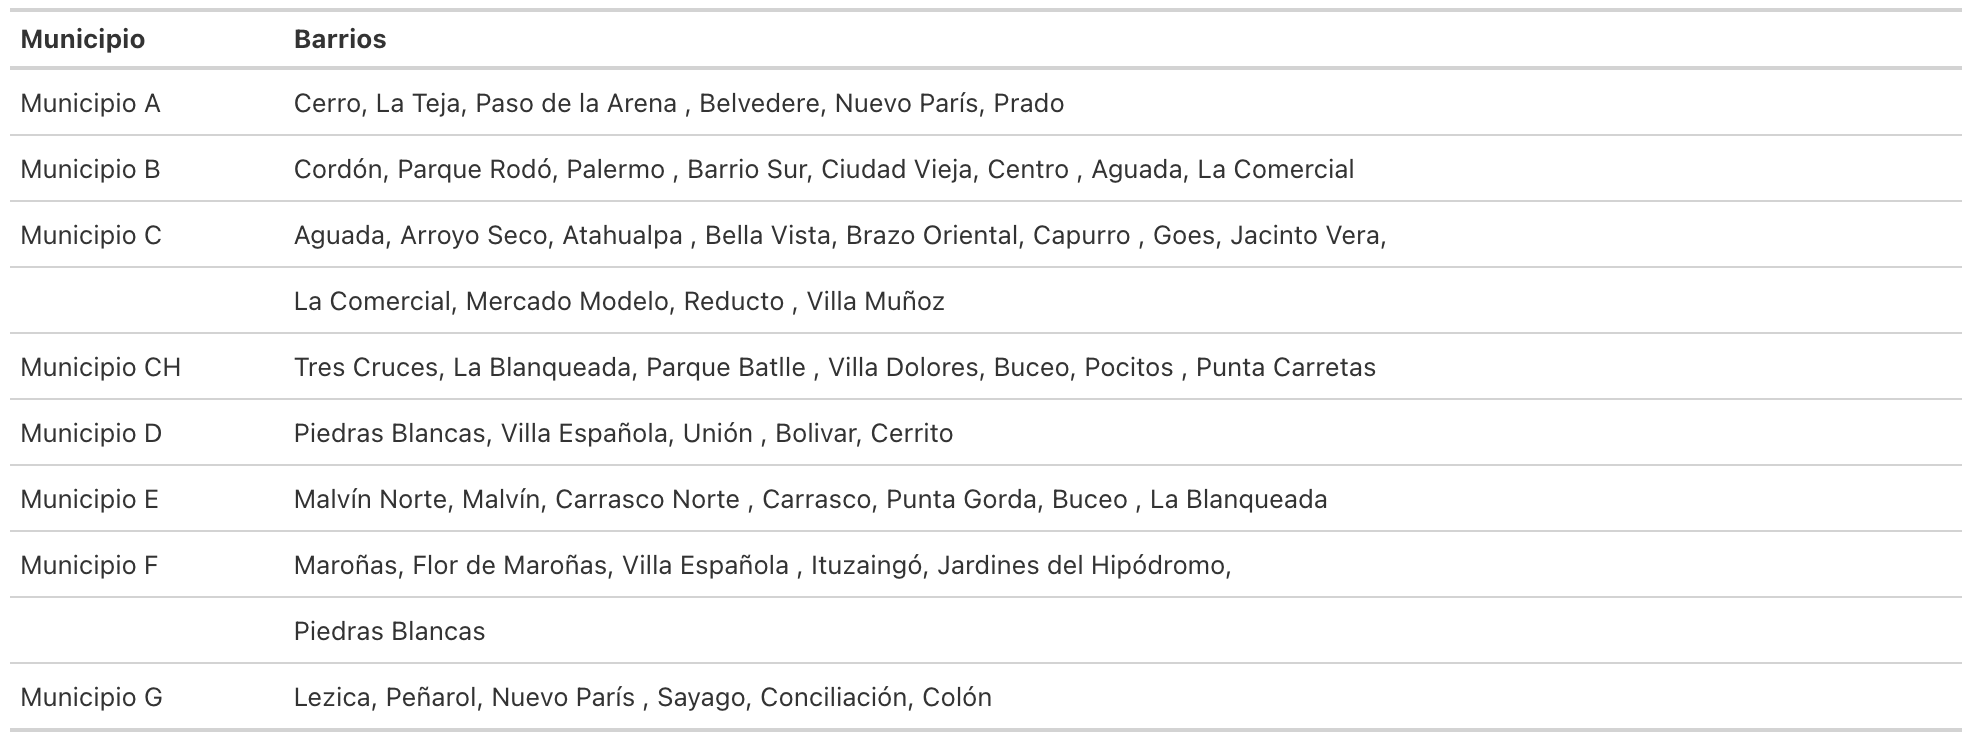 Municipio Barrios
Municipio A Cerro, La Teja, Paso de la Arena , Belvedere, Nuevo París, Prado
Municipio B Cordón, Parque Rodó, Palermo , Barrio Sur, Ciudad Vieja, Centro , Aguada, La Comercial
Municipio C Aguada, Arroyo Seco, Atahualpa , Bella Vista, Brazo Oriental, Capurro , Goes, Jacinto Vera,
La Comercial, Mercado Modelo, Reducto , Villa Muñoz
Municipio CH Tres Cruces, La Blanqueada, Parque Batlle , Villa Dolores, Buceo, Pocitos , Punta Carretas
Municipio D Piedras Blancas, Villa Española, Unión , Bolivar, Cerrito
Municipio E Malvín Norte, Malvín, Carrasco Norte , Carrasco, Punta Gorda, Buceo , La Blanqueada
Municipio F Maroñas, Flor de Maroñas, Villa Española , Ituzaingó, Jardines del Hipódromo,
Piedras Blancas
Municipio G Lezica, Peñarol, Nuevo París , Sayago, Conciliación, Colón